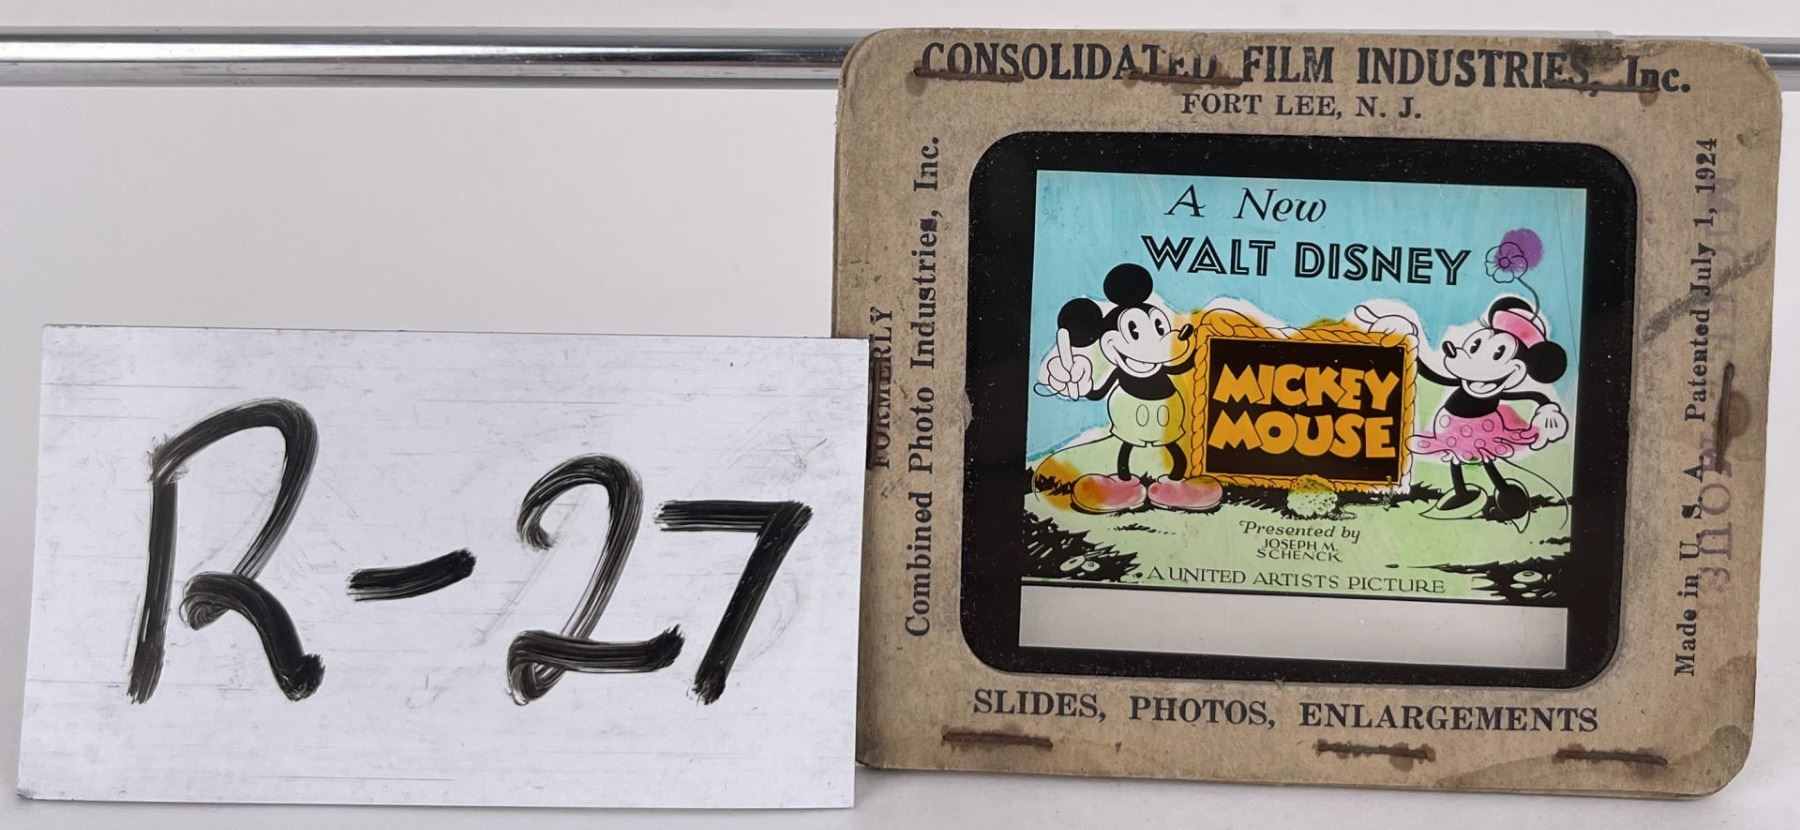 R-27
CONSOLIDATED FILM INDUSTRIES, Inc.
FORT LEE, N. J.
FORMERLY
Combined Photo Industries, Inc.
A New
WALT DISNEY
MICKEY
MOUSE
Presented by
JOSEPH M.
SCHENCK
A UNITED ARTISTS PICTURE
Made in U. S. A. Patented July 1, 1924
SLIDES, PHOTOS, ENLARGEMENTS